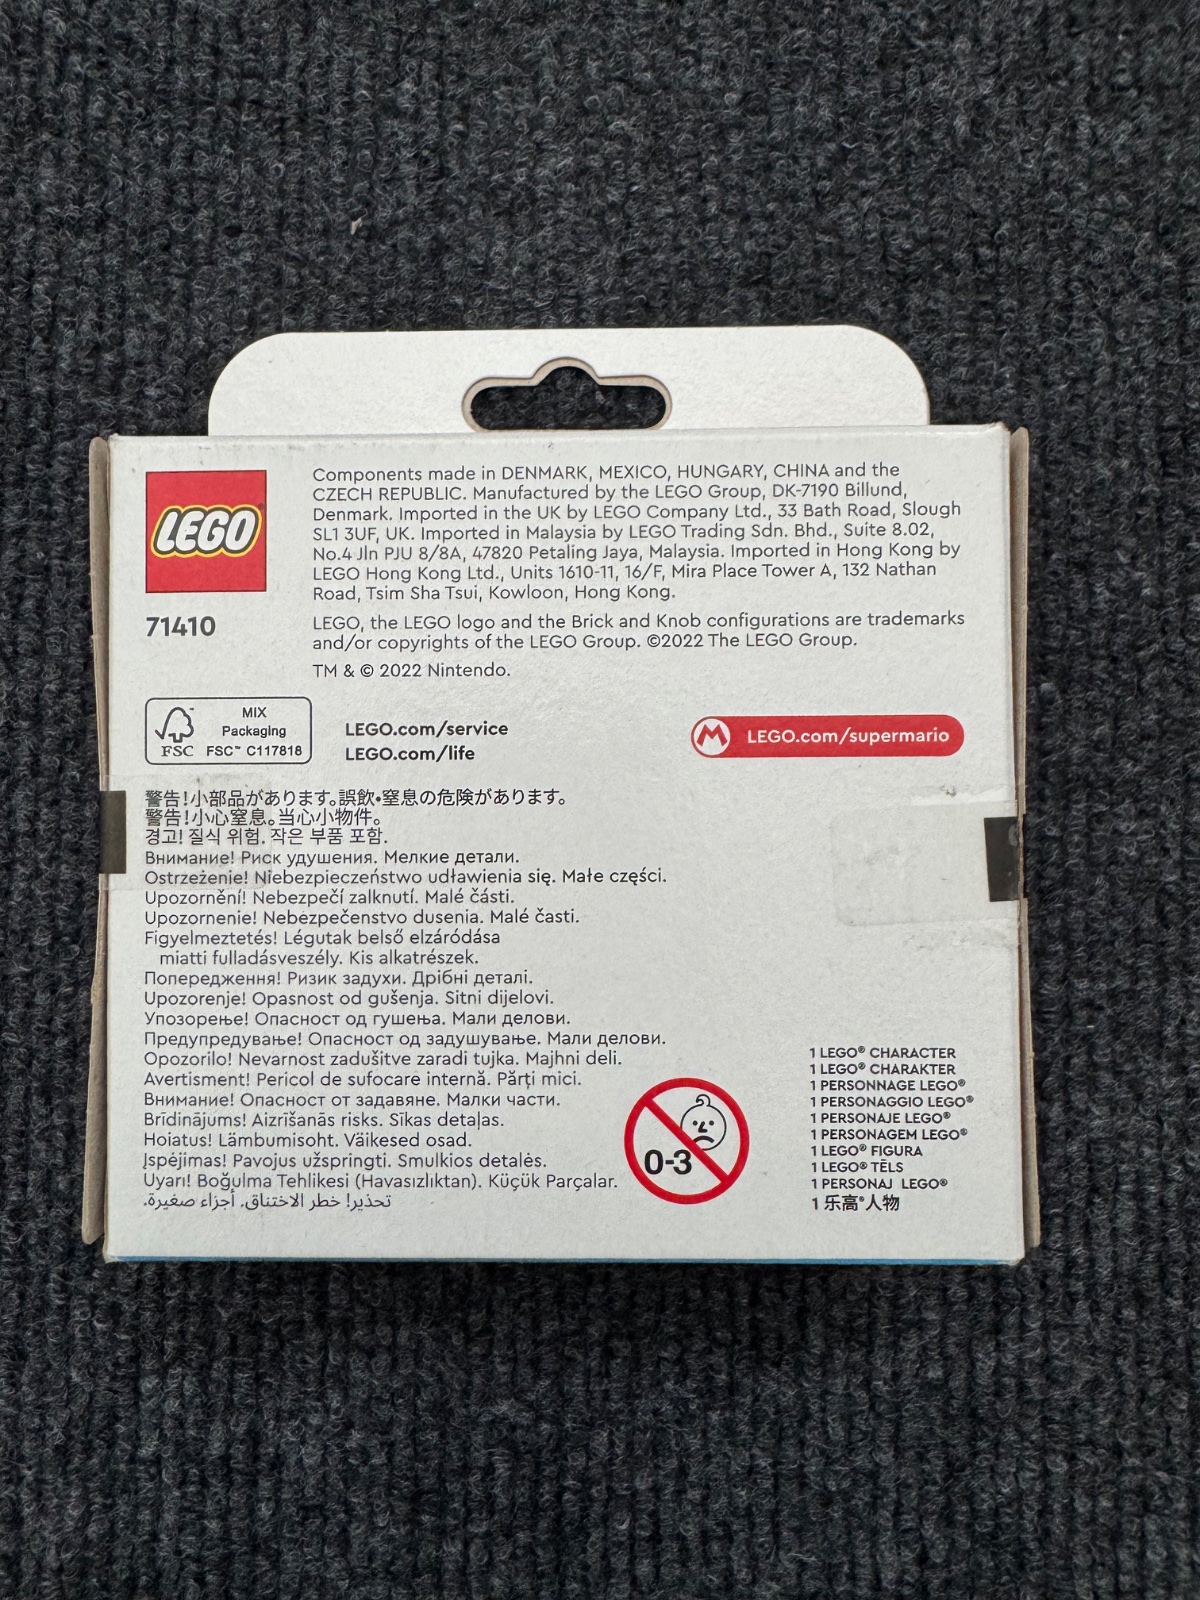 LEGO
71410
Components made in DENMARK, MEXICO, HUNGARY, CHINA and the
CZECH REPUBLIC. Manufactured by the LEGO Group, DK-7190 Billund,
Denmark. Imported in the UK by LEGO Company Ltd., 33 Bath Road, Slough
SL1 3UF, UK. Imported in Malaysia by LEGO Trading Sdn. Bhd., Suite 8.02,
No.4 Jln PJU 8/8A, 47820 Petaling Jaya, Malaysia. Imported in Hong Kong by
LEGO Hong Kong Ltd., Units 1610-11, 16/F, Mira Place Tower A, 132 Nathan
Road, Tsim Sha Tsui, Kowloon, Hong Kong.
LEGO, the LEGO logo and the Brick and Knob configurations are trademarks
and/or copyrights of the LEGO Group. ©2022 The LEGO Group.
TM & © 2022 Nintendo.
FSC
MIX
Packaging
FSC™ C117818
LEGO.com/service
LEGO.com/life
M LEGO.com/supermario
警告!小部品があります。誤飲・窒息の危険があります。
警告!小心窒息。当心小物件。
경고! 질식 위험. 작은 부품 포함.
Внимание! Риск удушения. Мелкие детали.
Ostrzeżenie! Niebezpieczeństwo udławienia się. Małe części.
Upozornění! Nebezpečí zalknutí. Malé části.
Upozornenie! Nebezpečenstvo dusenia. Malé časti.
Figyelmeztetés! Légutak belső elzáródása
miatti fulladásveszély. Kis alkatrészek.
Попередження! Ризик задухи. Дрібні деталі.
Upozorenje! Opasnost od gušenja. Sitni dijelovi.
Упозорење! Опасност од гушења. Мали делови.
Предупредување! Опасност од задушување. Мали делови.
Opozorilo! Nevarnost zadušitve zaradi tujka. Majhni deli.
Avertisment! Pericol de sufocare internă. Părți mici.
Внимание! Опасност от задавяне. Малки части.
Brīdinājums! Aizrīšanās risks. Sīkas detaļas.
Hoiatus! Lämbumisoht. Väikesed osad.
Įspėjimas! Pavojus užspringti. Smulkios detalės.
Uyarı! Boğulma Tehlikesi (Havasızlıktan). Küçük Parçalar.
تحذير! خطر الاختناق. أجزاء صغيرة.
0-3
1 LEGO® CHARACTER
1 LEGO® CHARAKTER
1 PERSONNAGE LEGO®
1 PERSONAGGIO LEGO®
1 PERSONAJE LEGO®
1 PERSONAGEM LEGO®
1 LEGO® FIGURA
1 LEGO® TĒLS
1 PERSONAJ LEGO®
1 乐高®人物